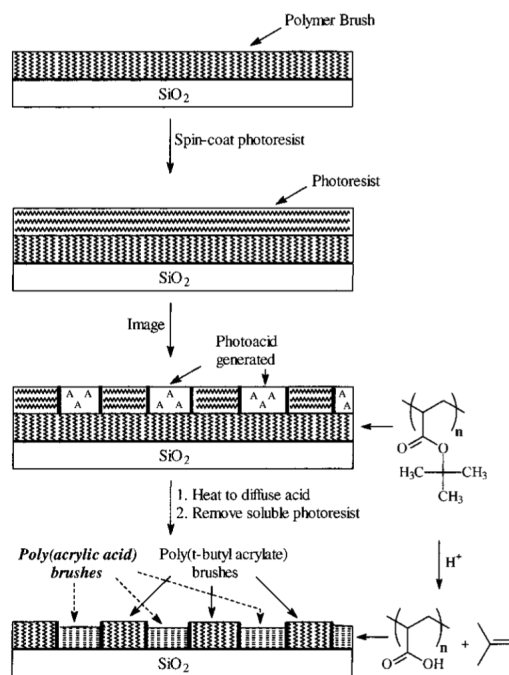 Polymer Brush
SiO2
Spin-coat photoresist
Photoresist
SiO2
Image
Photoacid
generated
A A
A
A A
A
A A
A
A
A
SiO2
n
O
O
H3C
CH3
CH3
1. Heat to diffuse acid
2. Remove soluble photoresist
Poly(acrylic acid)
brushes
Poly(t-butyl acrylate)
brushes
H+
n
O
OH
+
SiO2